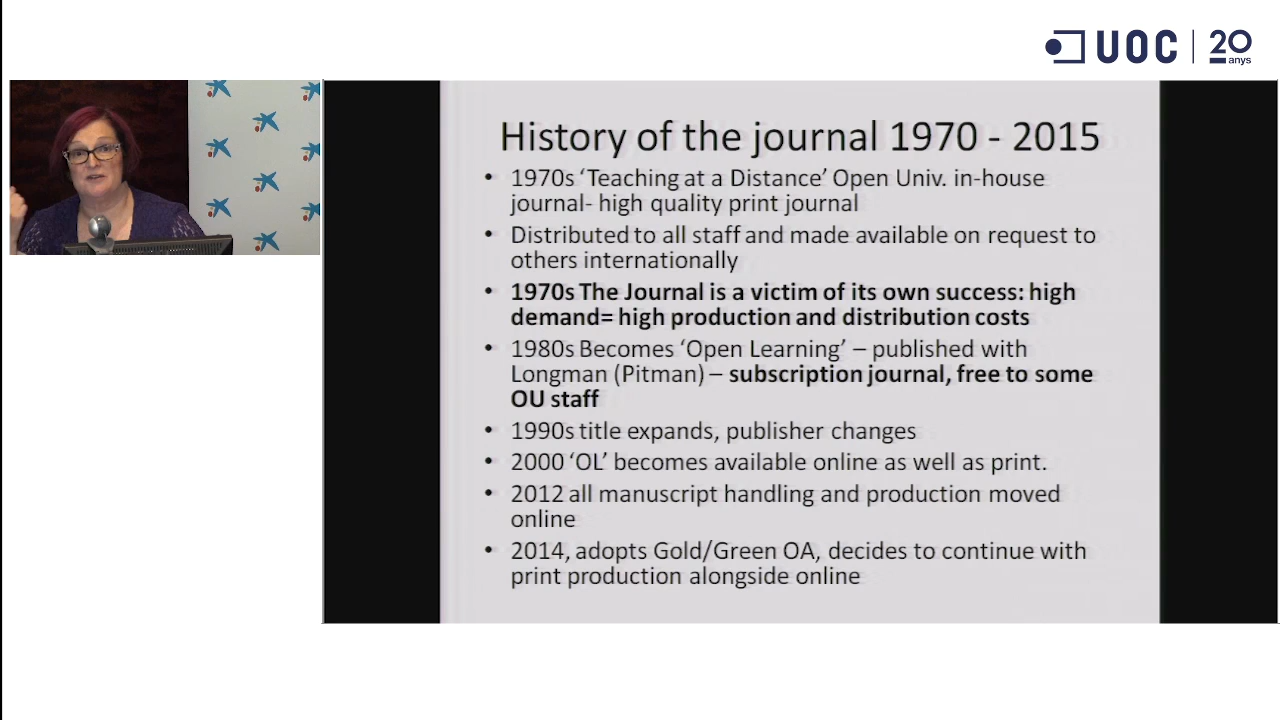 UOC 20 anys
History of the journal 1970 - 2015
• 1970s ‘Teaching at a Distance’ Open Univ. in-house
journal- high quality print journal
• Distributed to all staff and made available on request to
others internationally
• 1970s The Journal is a victim of its own success: high
demand= high production and distribution costs
• 1980s Becomes ‘Open Learning’ – published with
Longman (Pitman) – subscription journal, free to some
OU staff
• 1990s title expands, publisher changes
• 2000 ‘OL’ becomes available online as well as print.
• 2012 all manuscript handling and production moved
online
• 2014, adopts Gold/Green OA, decides to continue with
print production alongside online